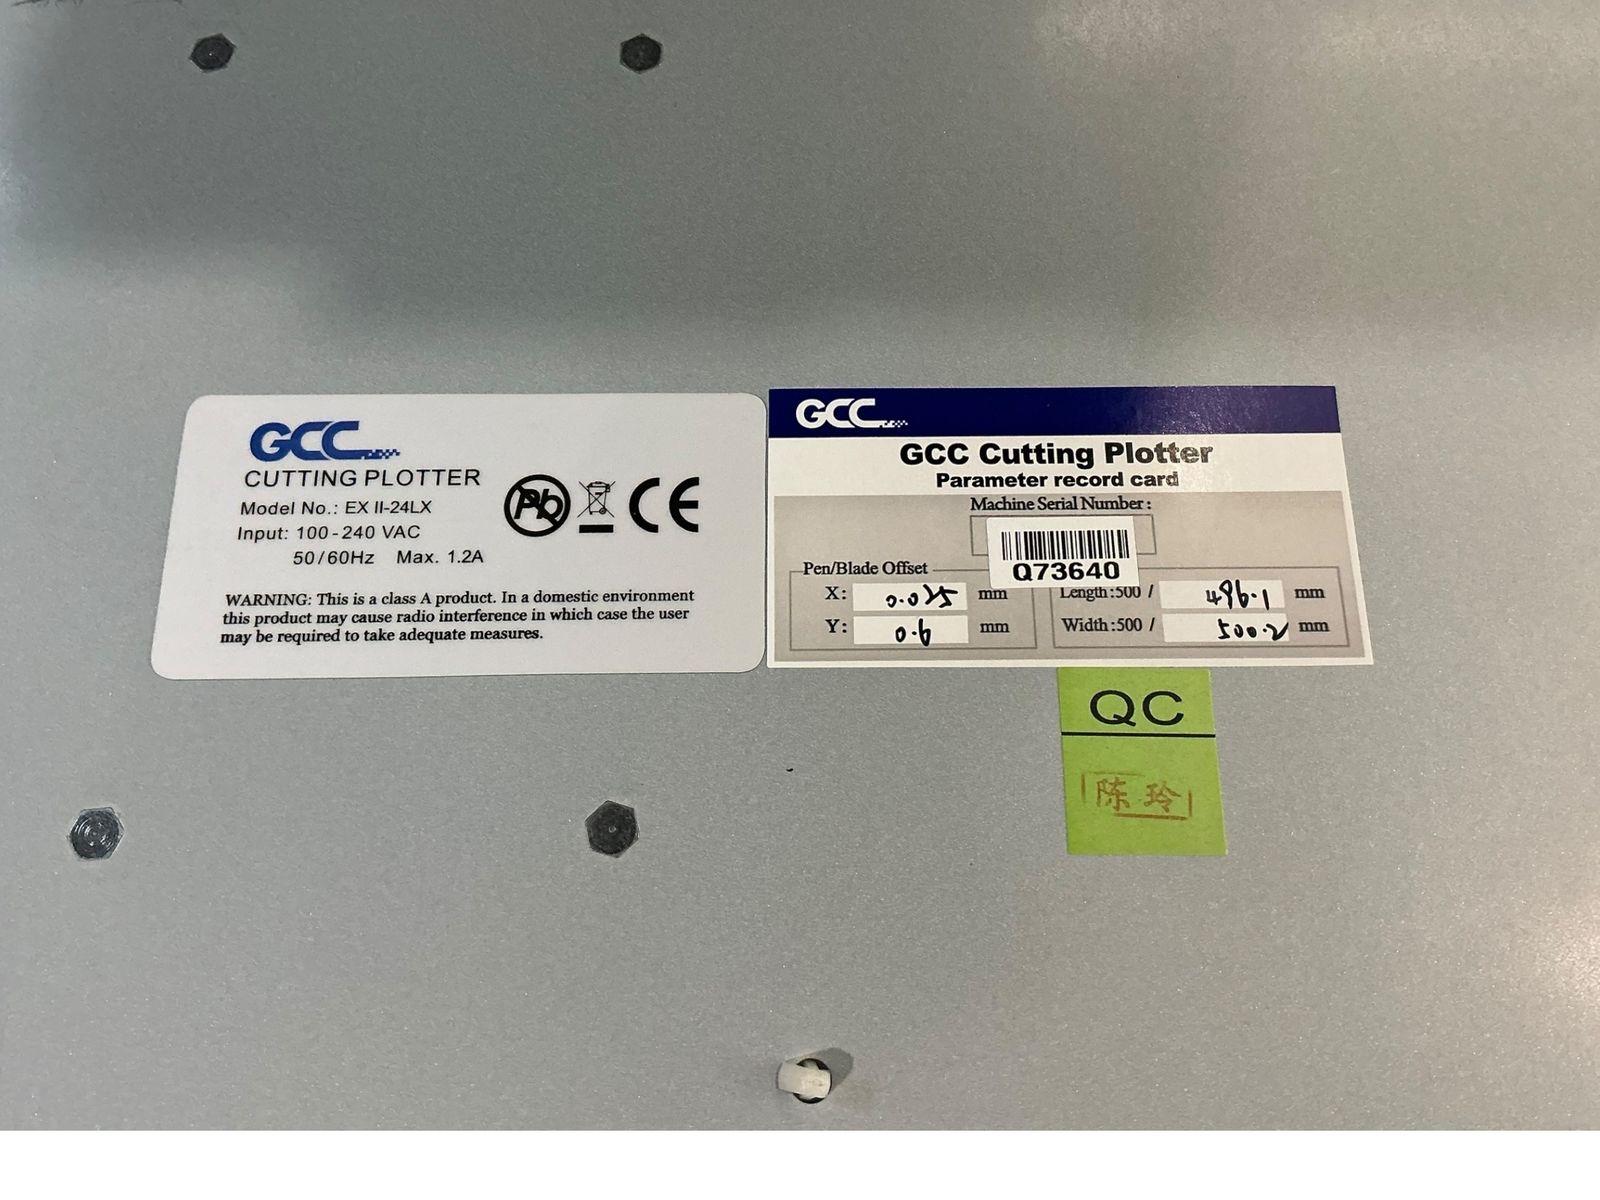 GCC
CUTTING PLOTTER
Model No.: EX II-24LX
Input: 100-240 VAC
50/60Hz Max. 1.2A
Pb
CE
WARNING: This is a class A product. In a domestic environment
this product may cause radio interference in which case the user
may be required to take adequate measures.
GCC
GCC Cutting Plotter
Parameter record card
Machine Serial Number:
Q73640
Pen/Blade Offset
X: 0.025 mm
Y: 0.6 mm
Length:500 / 496.1 mm
Width:500 / 500.2 mm
QC
陈玲